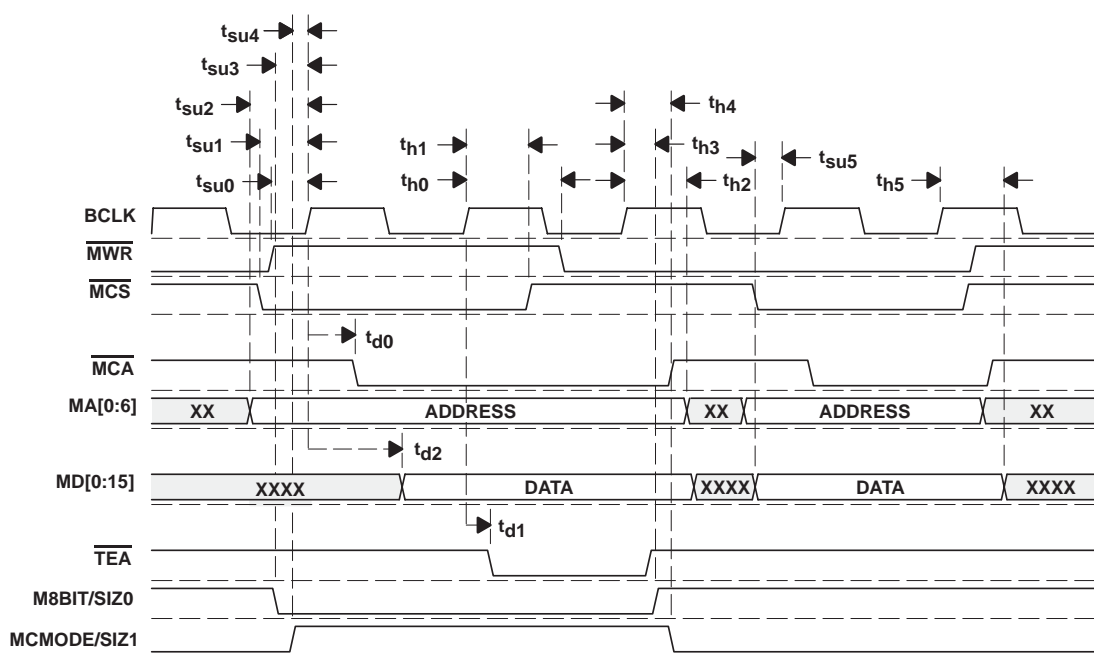 tsu4
tsu3
tsu2
th4
tsu1
th1
th3
tsu5
tsu0
th0
th2
th5
BCLK
MWR
MCS
td0
MCA
MA[0:6]
XX
ADDRESS
XX
ADDRESS
XX
td2
MD[0:15]
XXXX
DATA
XXXX
DATA
XXXX
td1
TEA
M8BIT/SIZ0
MCMODE/SIZ1